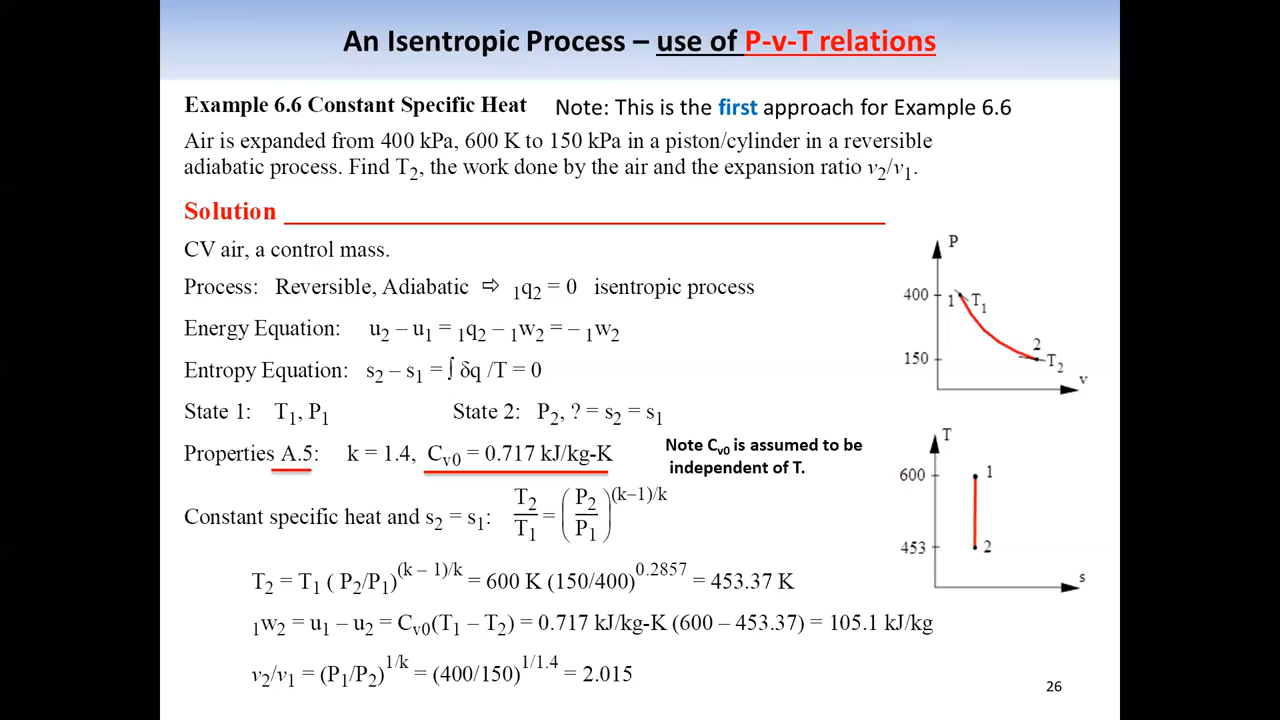 An Isentropic Process – use of P-v-T relations
Example 6.6 Constant Specific Heat Note: This is the first approach for Example 6.6
Air is expanded from 400 kPa, 600 K to 150 kPa in a piston/cylinder in a reversible
adiabatic process. Find T₂, the work done by the air and the expansion ratio v₂/v₁.
Solution
CV air, a control mass.
Process: Reversible, Adiabatic ⇨ ₁q₂ = 0 isentropic process
Energy Equation: u₂ – u₁ = ₁q₂ – ₁w₂ = – ₁w₂
Entropy Equation: s₂ – s₁ = ∫ δq /T = 0
State 1: T₁, P₁ State 2: P₂, ? = s₂ = s₁
Properties A.5: k = 1.4, Cv0 = 0.717 kJ/kg-K
Note Cv0 is assumed to be
independent of T.
Constant specific heat and s₂ = s₁: T₂/T₁ = (P₂/P₁)^(k–1)/k
T₂ = T₁ ( P₂/P₁)^(k – 1)/k = 600 K (150/400)^0.2857 = 453.37 K
₁w₂ = u₁ – u₂ = Cv0(T₁ – T₂) = 0.717 kJ/kg-K (600 – 453.37) = 105.1 kJ/kg
v₂/v₁ = (P₁/P₂)^1/k = (400/150)^1/1.4 = 2.015
P
400
1
T₁
2
150
T₂
v
T
600
1
453
2
s
26